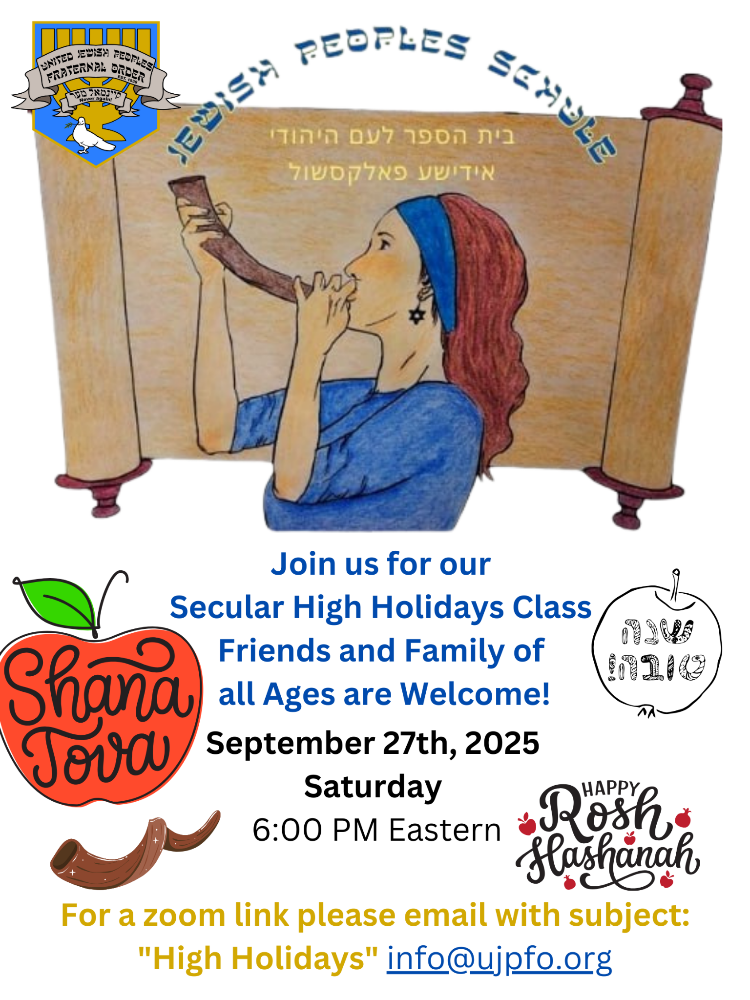 UNITED JEWISH PEOPLES
FRATERNAL ORDER
EST. 1930
קיינמאל מער
Never again!
JEWISH PEOPLES SCHULE
בית הספר לעם היהודי
אידישע פאלקסשול
Join us for our
Secular High Holidays Class
Friends and Family of
all Ages are Welcome!
Shana
Tova
שנה
טובה!
September 27th, 2025
Saturday
6:00 PM Eastern
HAPPY
Rosh
Hashanah
For a zoom link please email with subject:
"High Holidays" info@ujpfo.org